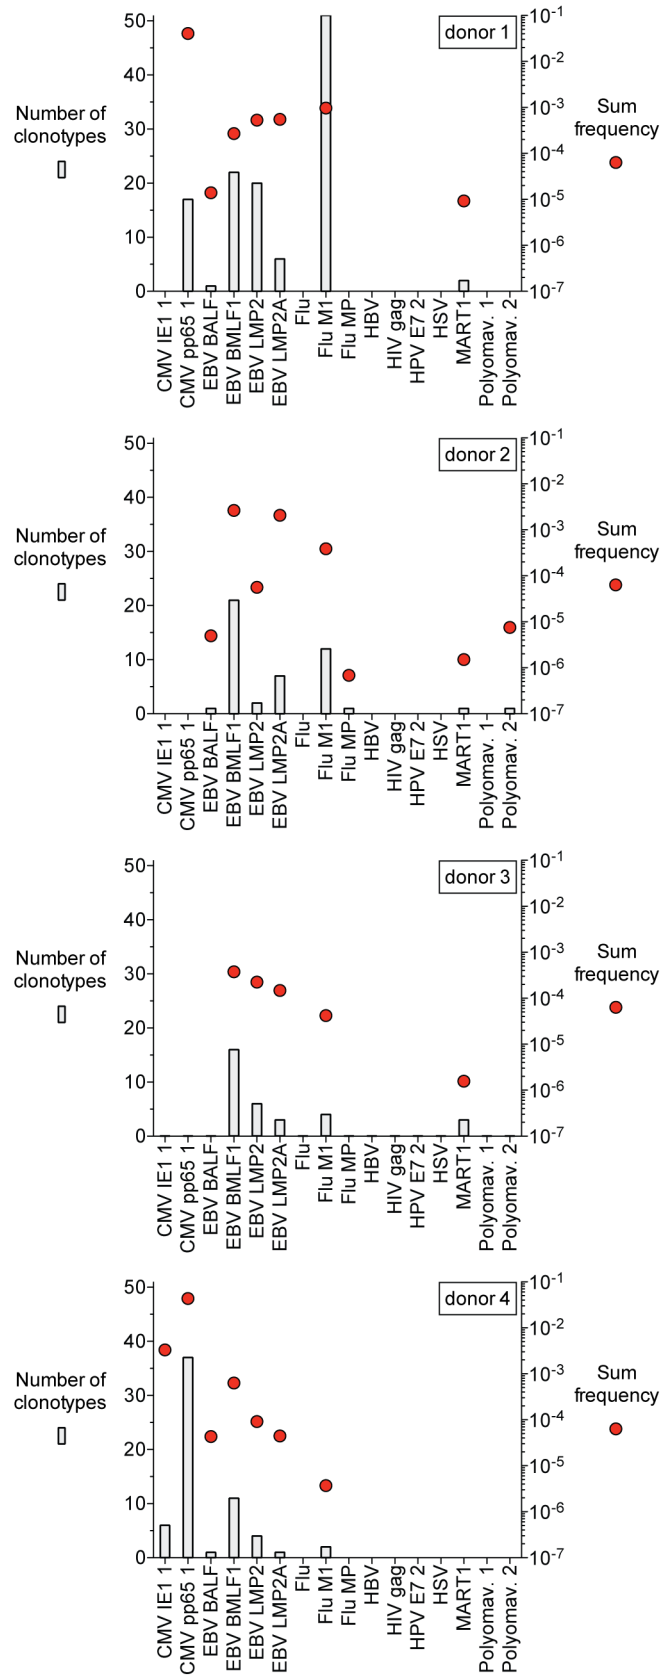 donor 1
Number of
clonotypes
50
40
30
20
10
0
10-1
10-2
10-3
10-4
10-5
10-6
10-7
Sum
frequency
CMV IE1 1
CMV pp65 1
EBV BALF
EBV BMLF1
EBV LMP2
EBV LMP2A
Flu
Flu M1
Flu MP
HBV
HIV gag
HPV E7 2
HSV
MART1
Polyomav. 1
Polyomav. 2
donor 2
Number of
clonotypes
50
40
30
20
10
0
10-1
10-2
10-3
10-4
10-5
10-6
10-7
Sum
frequency
CMV IE1 1
CMV pp65 1
EBV BALF
EBV BMLF1
EBV LMP2
EBV LMP2A
Flu
Flu M1
Flu MP
HBV
HIV gag
HPV E7 2
HSV
MART1
Polyomav. 1
Polyomav. 2
donor 3
Number of
clonotypes
50
40
30
20
10
0
10-1
10-2
10-3
10-4
10-5
10-6
10-7
Sum
frequency
CMV IE1 1
CMV pp65 1
EBV BALF
EBV BMLF1
EBV LMP2
EBV LMP2A
Flu
Flu M1
Flu MP
HBV
HIV gag
HPV E7 2
HSV
MART1
Polyomav. 1
Polyomav. 2
donor 4
Number of
clonotypes
50
40
30
20
10
0
10-1
10-2
10-3
10-4
10-5
10-6
10-7
Sum
frequency
CMV IE1 1
CMV pp65 1
EBV BALF
EBV BMLF1
EBV LMP2
EBV LMP2A
Flu
Flu M1
Flu MP
HBV
HIV gag
HPV E7 2
HSV
MART1
Polyomav. 1
Polyomav. 2